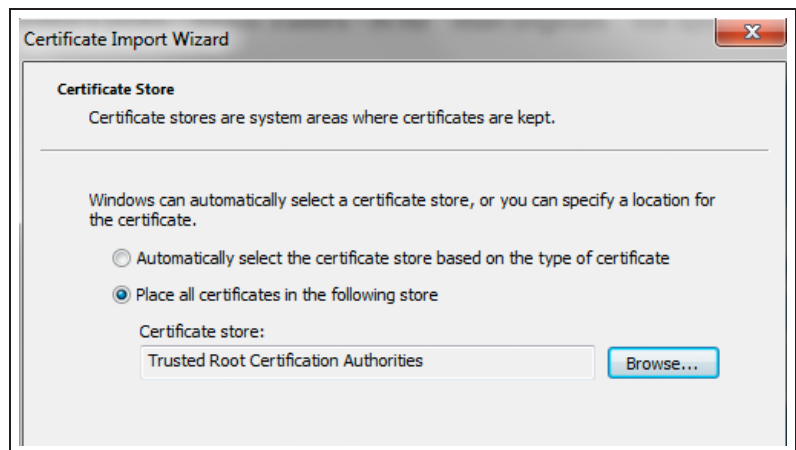 Certificate Import Wizard
Certificate Store
Certificate stores are system areas where certificates are kept.
Windows can automatically select a certificate store, or you can specify a location for
the certificate.
Automatically select the certificate store based on the type of certificate
Place all certificates in the following store
Certificate store:
Trusted Root Certification Authorities
Browse...